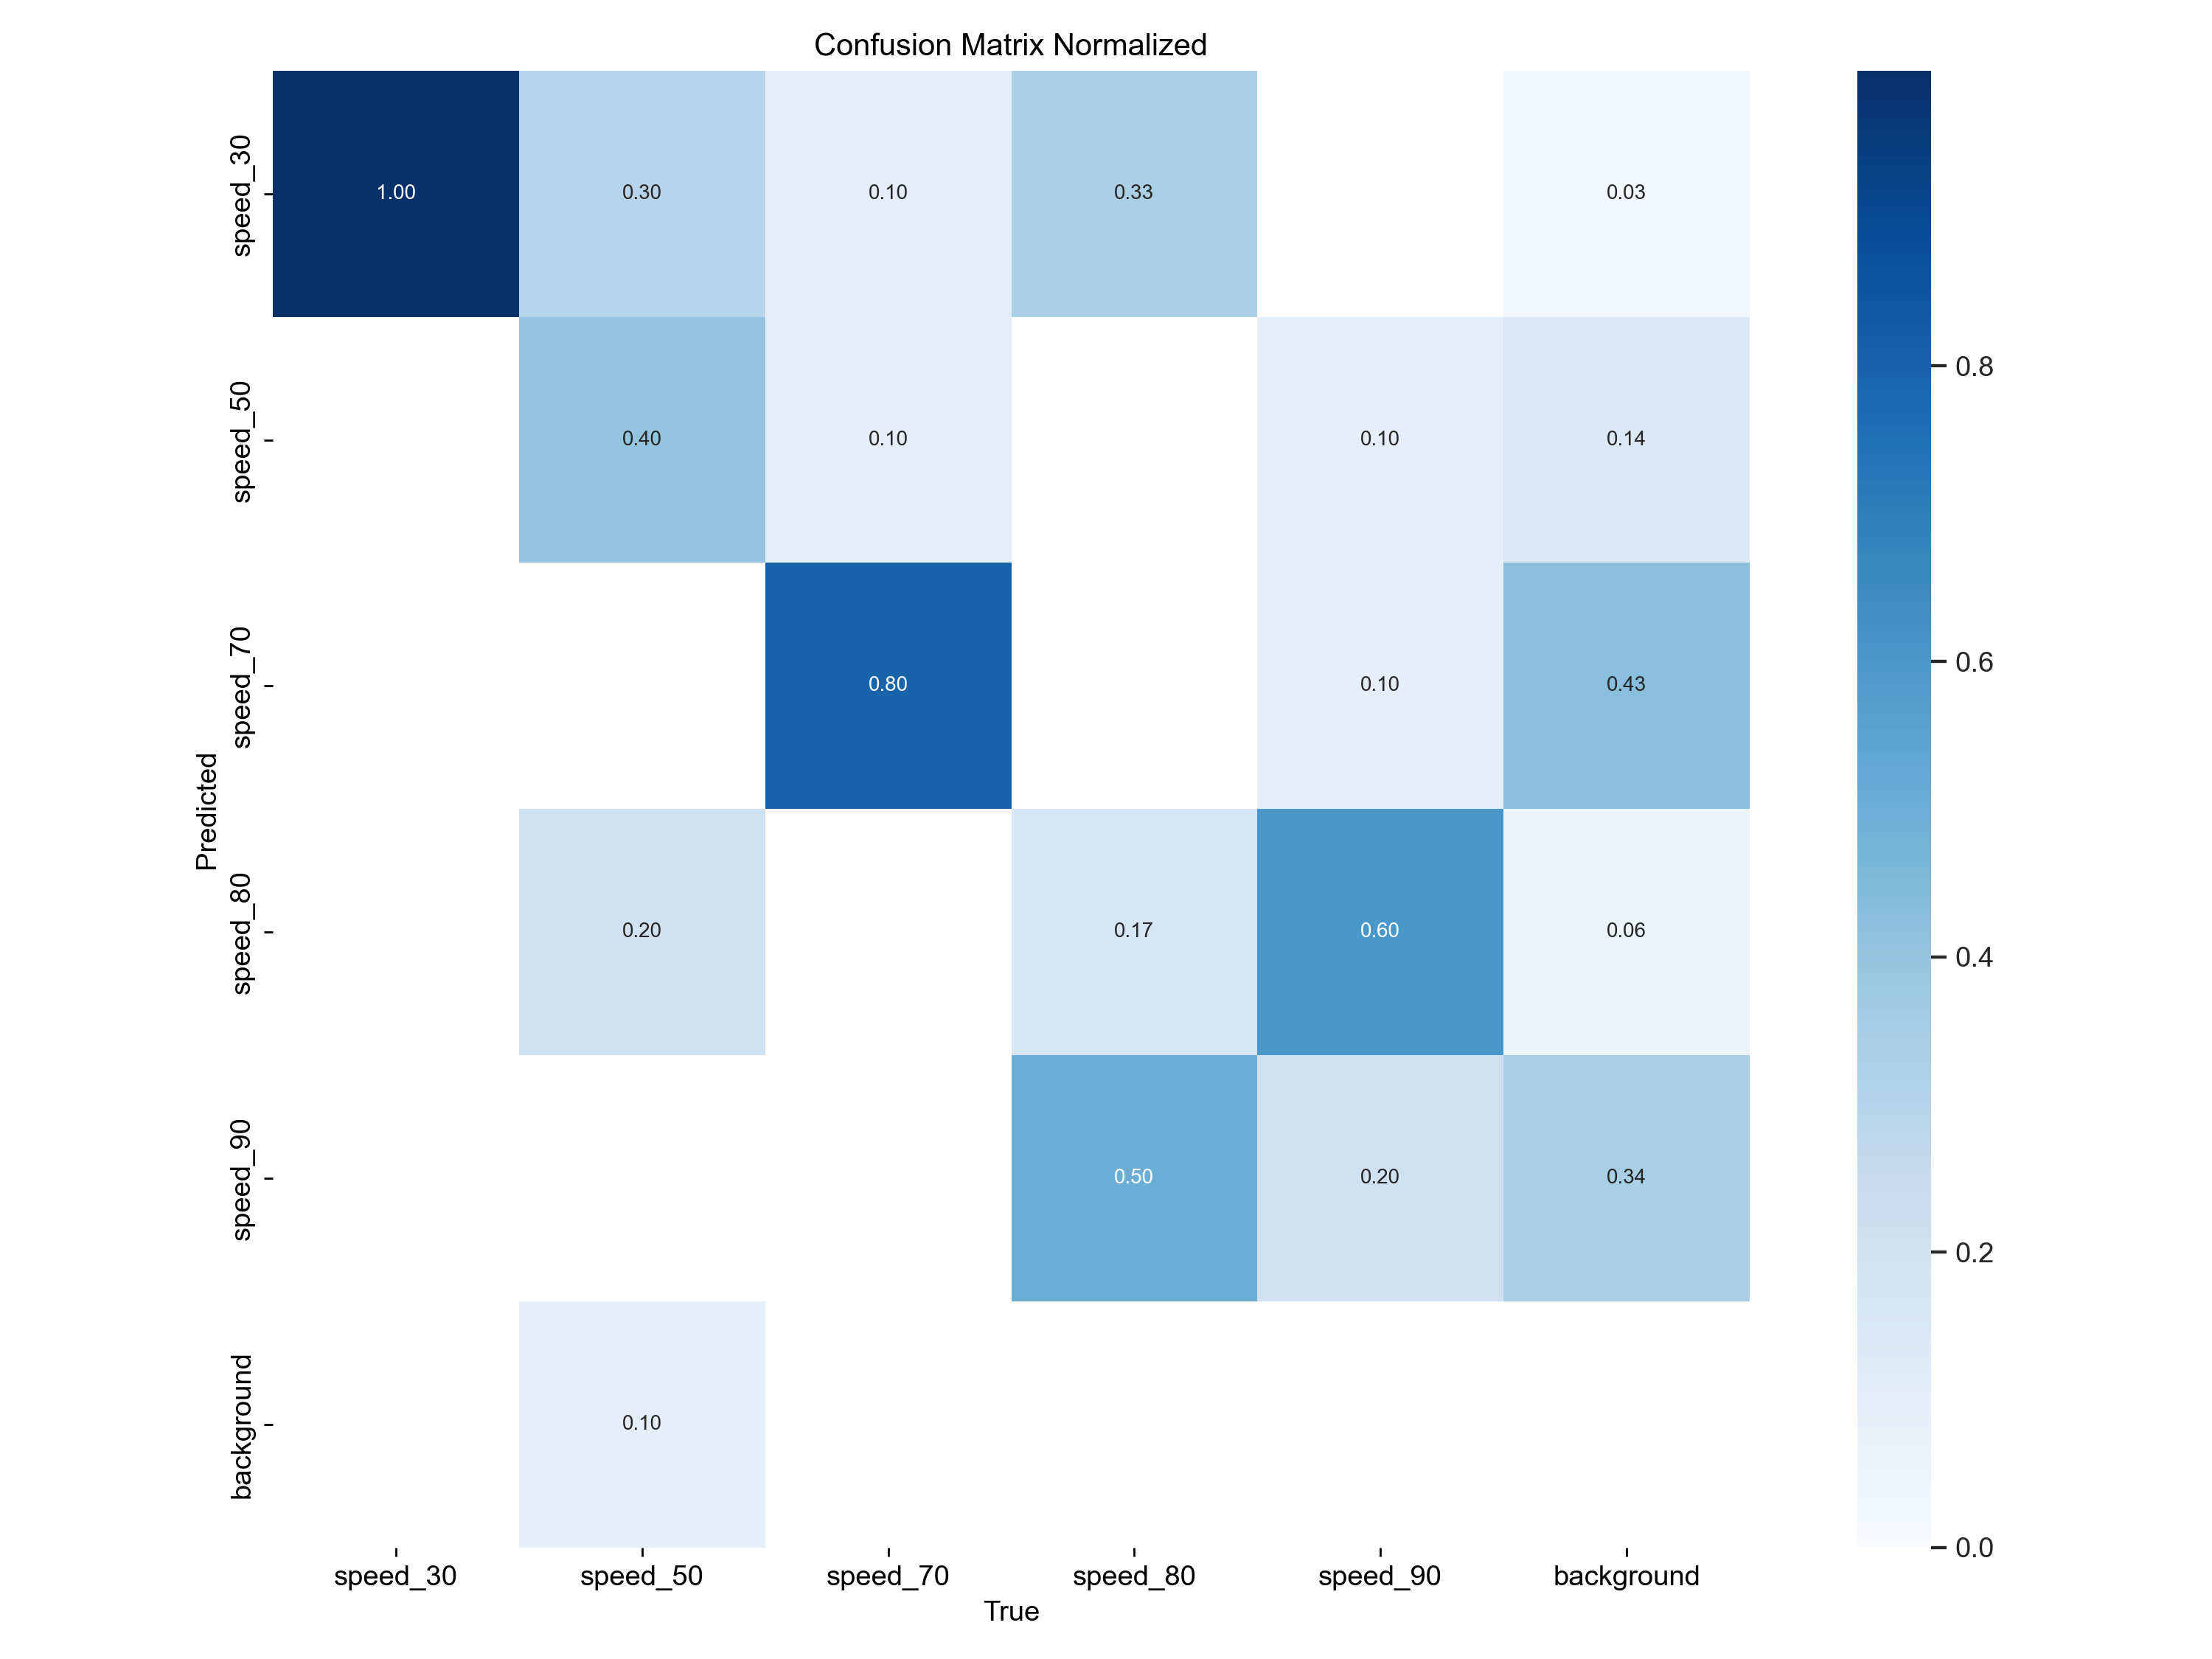 Confusion Matrix Normalized
speed_30
1.00 0.30 0.10 0.33 0.03
speed_50
0.40 0.10 0.10 0.14
speed_70
0.80 0.10 0.43
speed_80
0.20 0.17 0.60 0.06
speed_90
0.50 0.20 0.34
background
0.10
Predicted
speed_30 speed_50 speed_70 speed_80 speed_90 background
True
0.8
0.6
0.4
0.2
0.0